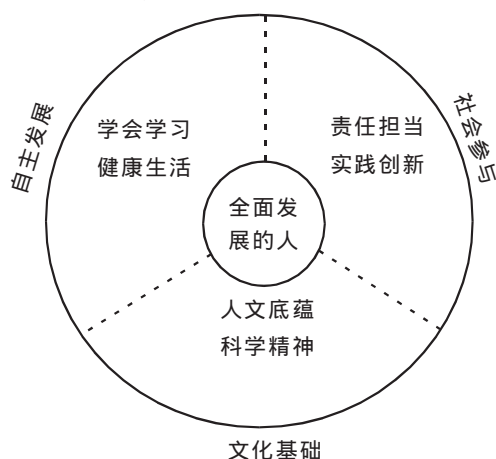 自主发展
学会学习
健康生活
社会参与
责任担当
实践创新
全面发
展的人
人文底蕴
科学精神
文化基础